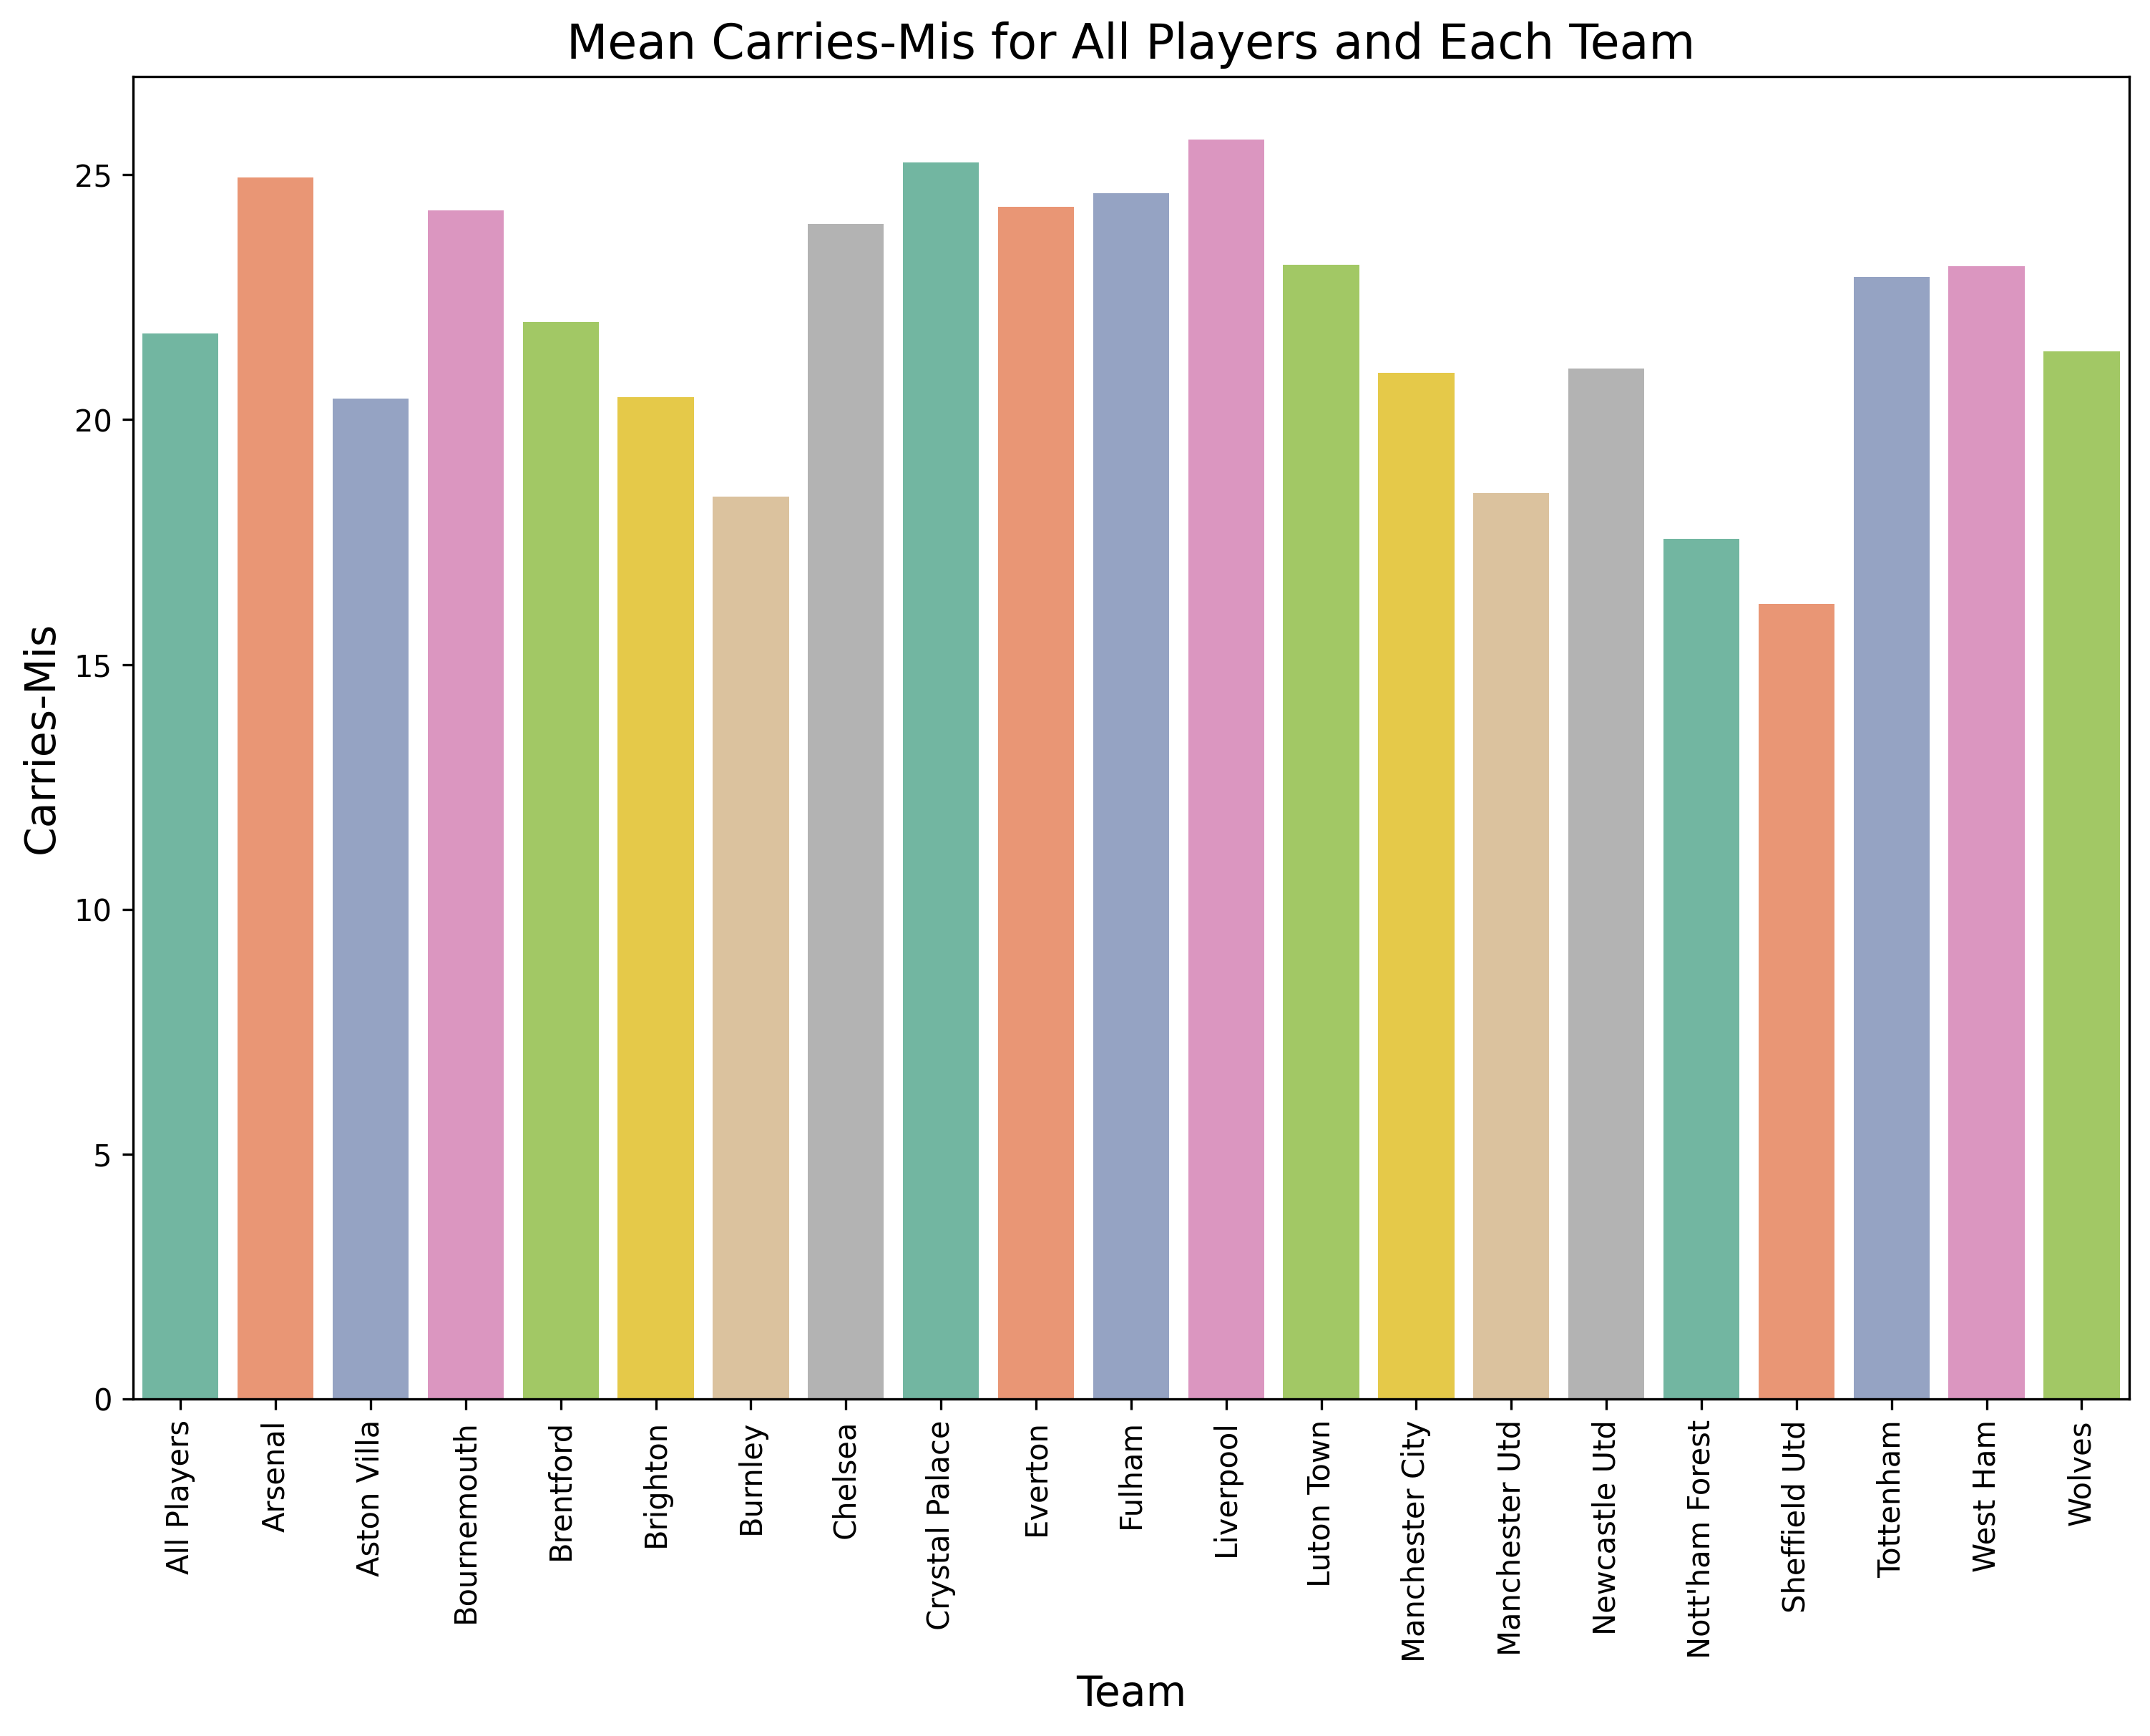 Mean Carries-Mis for All Players and Each Team
Carries-Mis
25
20
15
10
5
0
All Players
Arsenal
Aston Villa
Bournemouth
Brentford
Brighton
Burnley
Chelsea
Crystal Palace
Everton
Fulham
Liverpool
Luton Town
Manchester City
Manchester Utd
Newcastle Utd
Nott'ham Forest
Sheffield Utd
Tottenham
West Ham
Wolves
Team